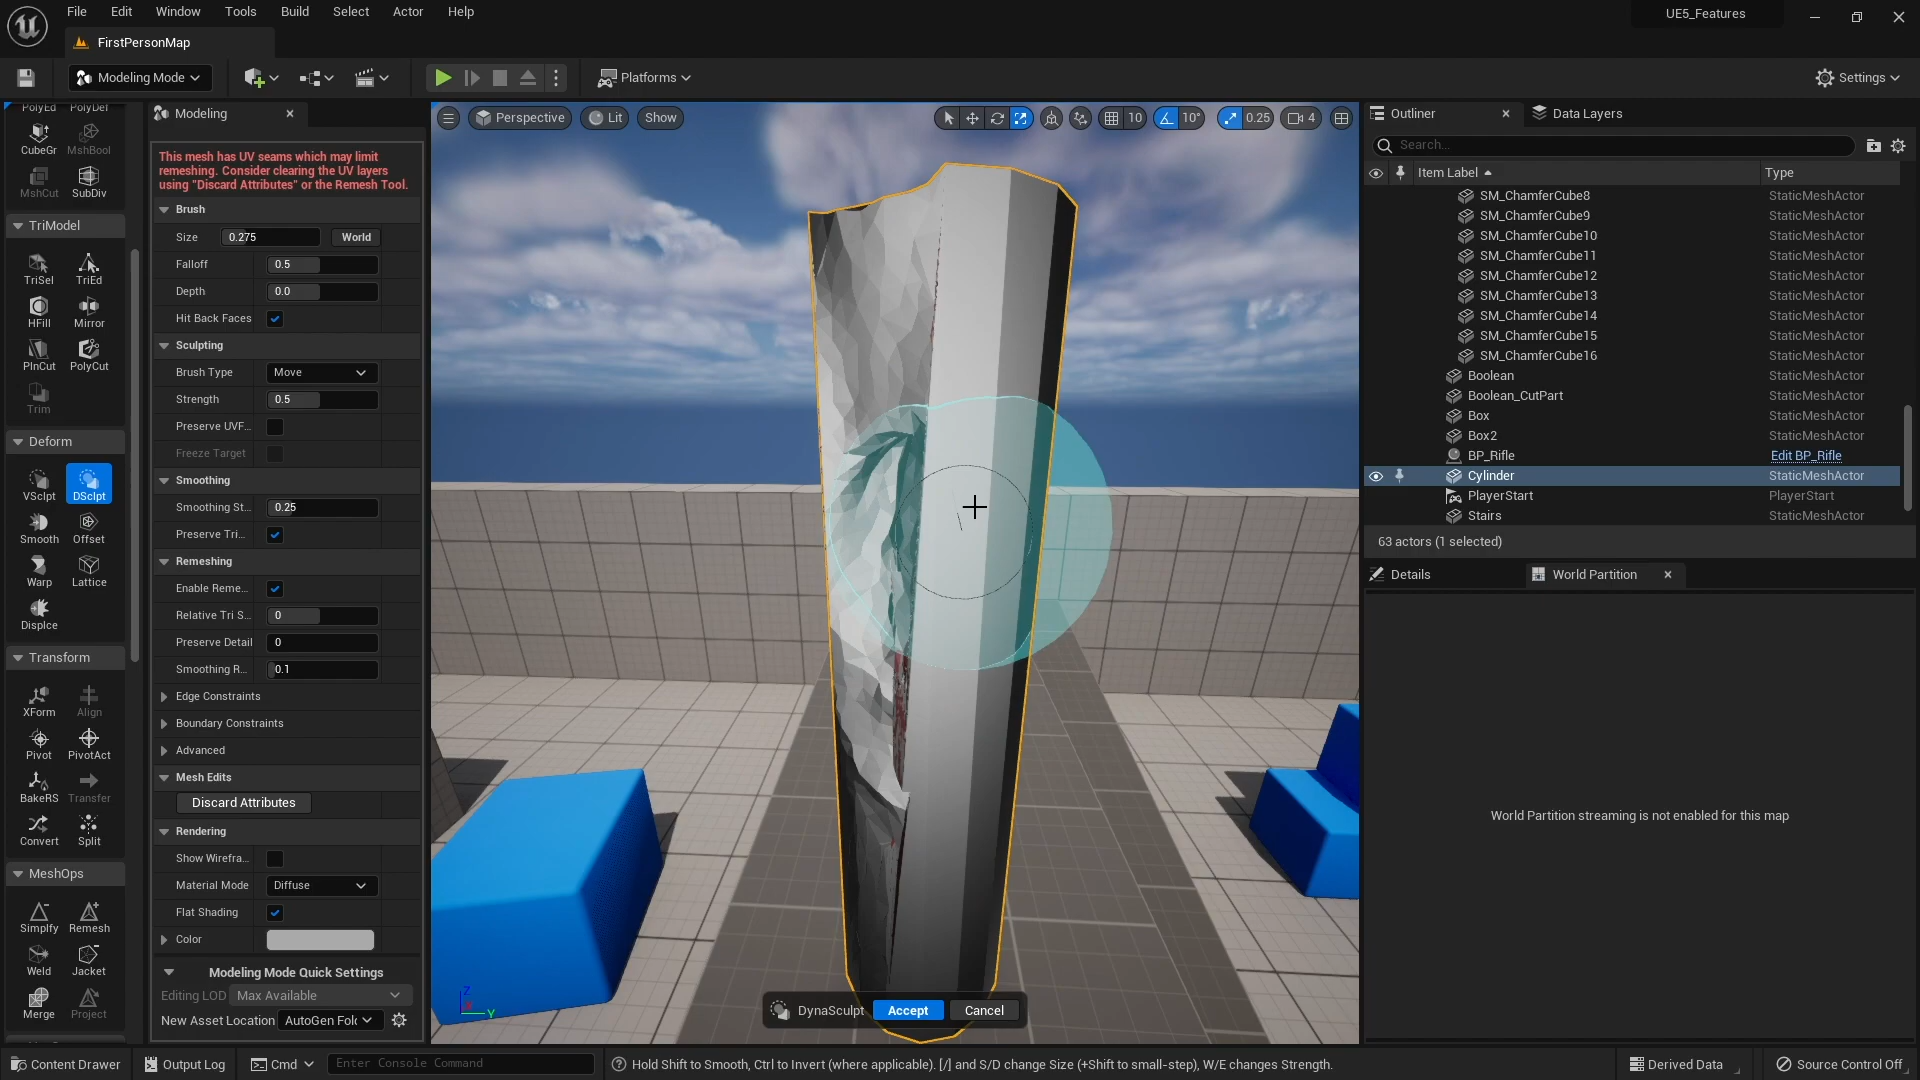 File Edit Window Tools Build Select Actor Help
UE5_Features
FirstPersonMap
Modeling Mode
Platforms
Settings
PolyEd PolyDef
CubeGr MshBool
MshCut SubDiv
TriModel
TriSel TriEd
HFill Mirror
PlnCut PolyCut
Trim
Deform
VSclpt DSclpt
Smooth Offset
Warp Lattice
Displce
Transform
XForm Align
Pivot PivotAct
BakeRS Transfer
Convert Split
MeshOps
Simplfy Remesh
Weld Jacket
Merge Project
Modeling
This mesh has UV seams which may limit
remeshing. Consider clearing the UV layers
using "Discard Attributes" or the Remesh Tool.
Brush
Size 0.275 World
Falloff 0.5
Depth 0.0
Hit Back Faces
Sculpting
Brush Type Move
Strength 0.5
Preserve UVF...
Freeze Target
Smoothing
Smoothing St... 0.25
Preserve Tri...
Remeshing
Enable Reme...
Relative Tri S... 0
Preserve Detail 0
Smoothing R... 0.1
Edge Constraints
Boundary Constraints
Advanced
Mesh Edits
Discard Attributes
Rendering
Show Wirefra...
Material Mode Diffuse
Flat Shading
Color
Modeling Mode Quick Settings
Editing LOD Max Available
New Asset Location AutoGen Fold
Perspective Lit Show
10 10° 0.25 4
Z
X
Y
DynaSculpt Accept Cancel
Outliner Data Layers
Search...
Item Label Type
SM_ChamferCube8 StaticMeshActor
SM_ChamferCube9 StaticMeshActor
SM_ChamferCube10 StaticMeshActor
SM_ChamferCube11 StaticMeshActor
SM_ChamferCube12 StaticMeshActor
SM_ChamferCube13 StaticMeshActor
SM_ChamferCube14 StaticMeshActor
SM_ChamferCube15 StaticMeshActor
SM_ChamferCube16 StaticMeshActor
Boolean StaticMeshActor
Boolean_CutPart StaticMeshActor
Box StaticMeshActor
Box2 StaticMeshActor
BP_Rifle Edit BP_Rifle
Cylinder StaticMeshActor
PlayerStart PlayerStart
Stairs StaticMeshActor
63 actors (1 selected)
Details World Partition
World Partition streaming is not enabled for this map
Content Drawer Output Log Cmd Enter Console Command
Hold Shift to Smooth, Ctrl to Invert (where applicable). [/] and S/D change Size (+Shift to small-step), W/E changes Strength.
Derived Data Source Control Off